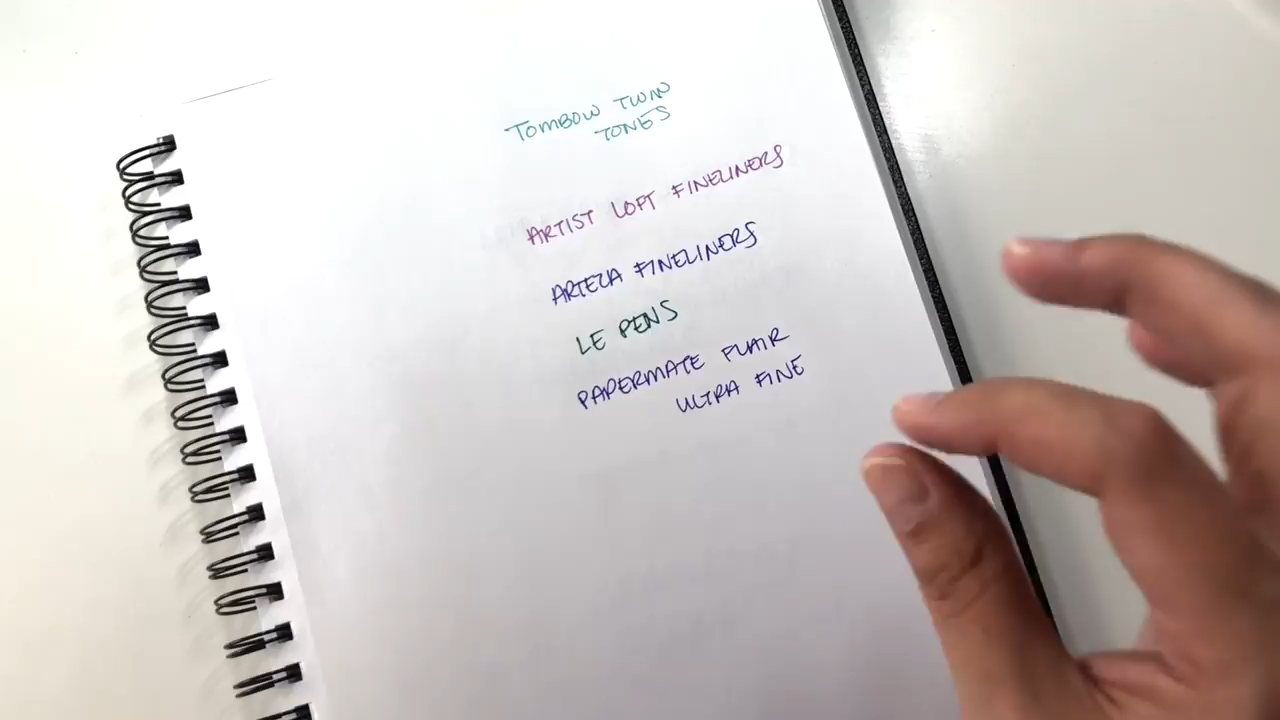 TOMBOW TWIN
TONES
ARTIST LOFT FINELINERS
ARTEZA FINELINERS
LE PENS
PAPERMATE FLAIR
ULTRA FINE